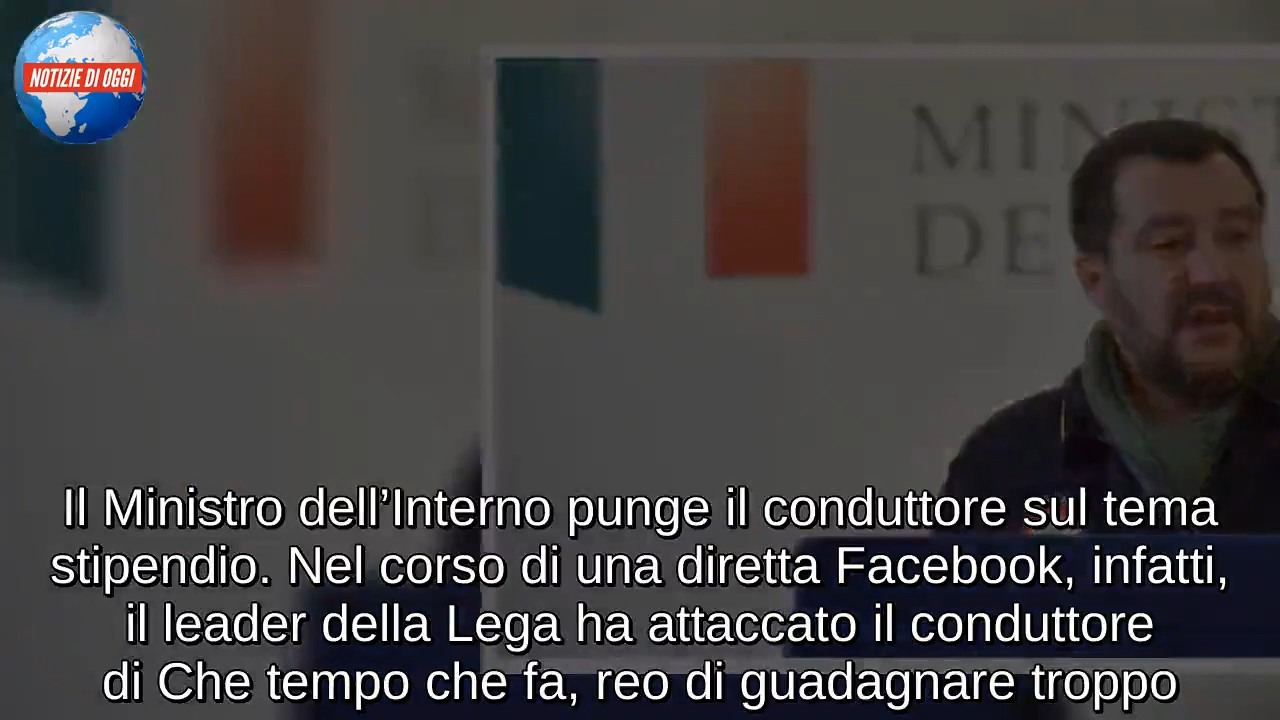 NOTIZIE DI OGGI
MINIST
DE
Il Ministro dell’Interno punge il conduttore sul tema
stipendio. Nel corso di una diretta Facebook, infatti,
il leader della Lega ha attaccato il conduttore
di Che tempo che fa, reo di guadagnare troppo